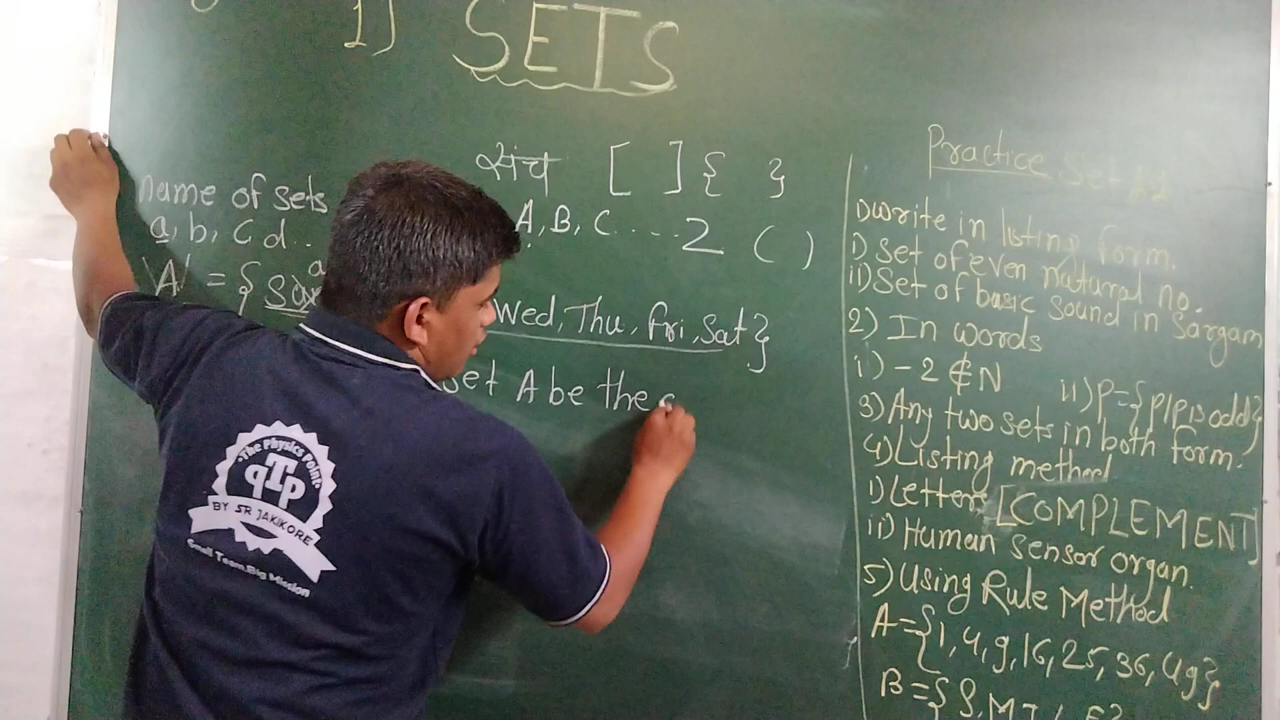 1) SETS
संच [ ] { }
name of sets A, B, C .... Z ( )
a, b, c d..
'A' = {
Wed, Thu, Fri, Sat}
set A be the
Practice Set 1.2
1) write in listing form.
i) Set of even natural no.
ii) Set of basic sound in sargam
2) In words
i) -2 ∉ N ii) P={p/p is odd}
3) Any two sets in both form.
4) Listing method
i) Letters [COMPLEMENT]
ii) Human sensor organ.
5) Using Rule Method
A={1, 4, 9, 16, 25, 36, 49}
B={
The Physics Point
qTp
BY SR JAKIKORE
Small Team, Big Mission